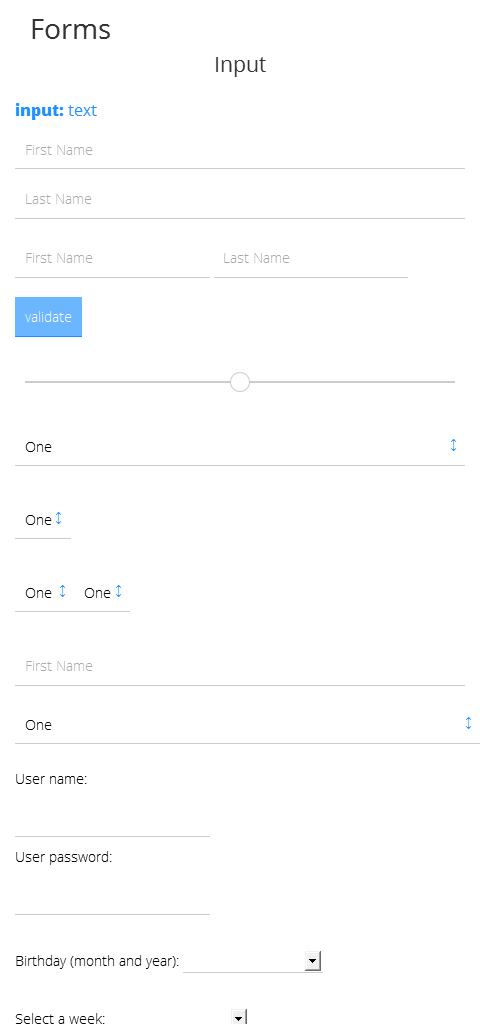 Forms
Input
input: text
First Name
Last Name
First Name Last Name
validate
One
One
One One
First Name
One
User name:
User password:
Birthday (month and year):
Select a week: